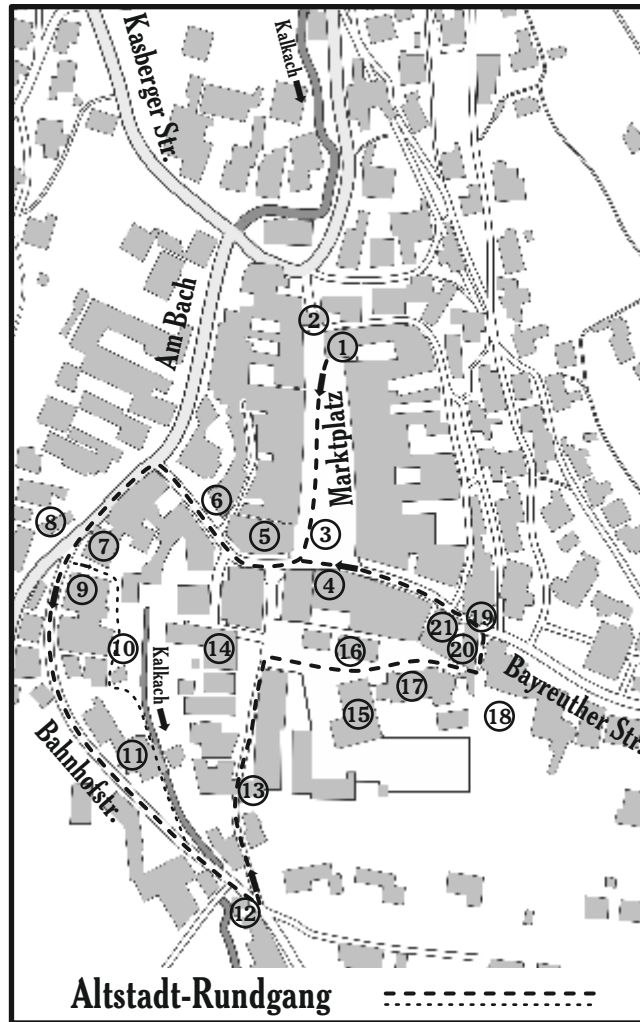 Kasberger Str.
Kalkach
Am Bach
2
1
Marktplatz
6
3
8
5
7
4
9
19
21
20
10
14
16
Kalkach
17
Bayreuther Str.
15
18
11
Bahnhofstr.
13
12
Altstadt-Rundgang